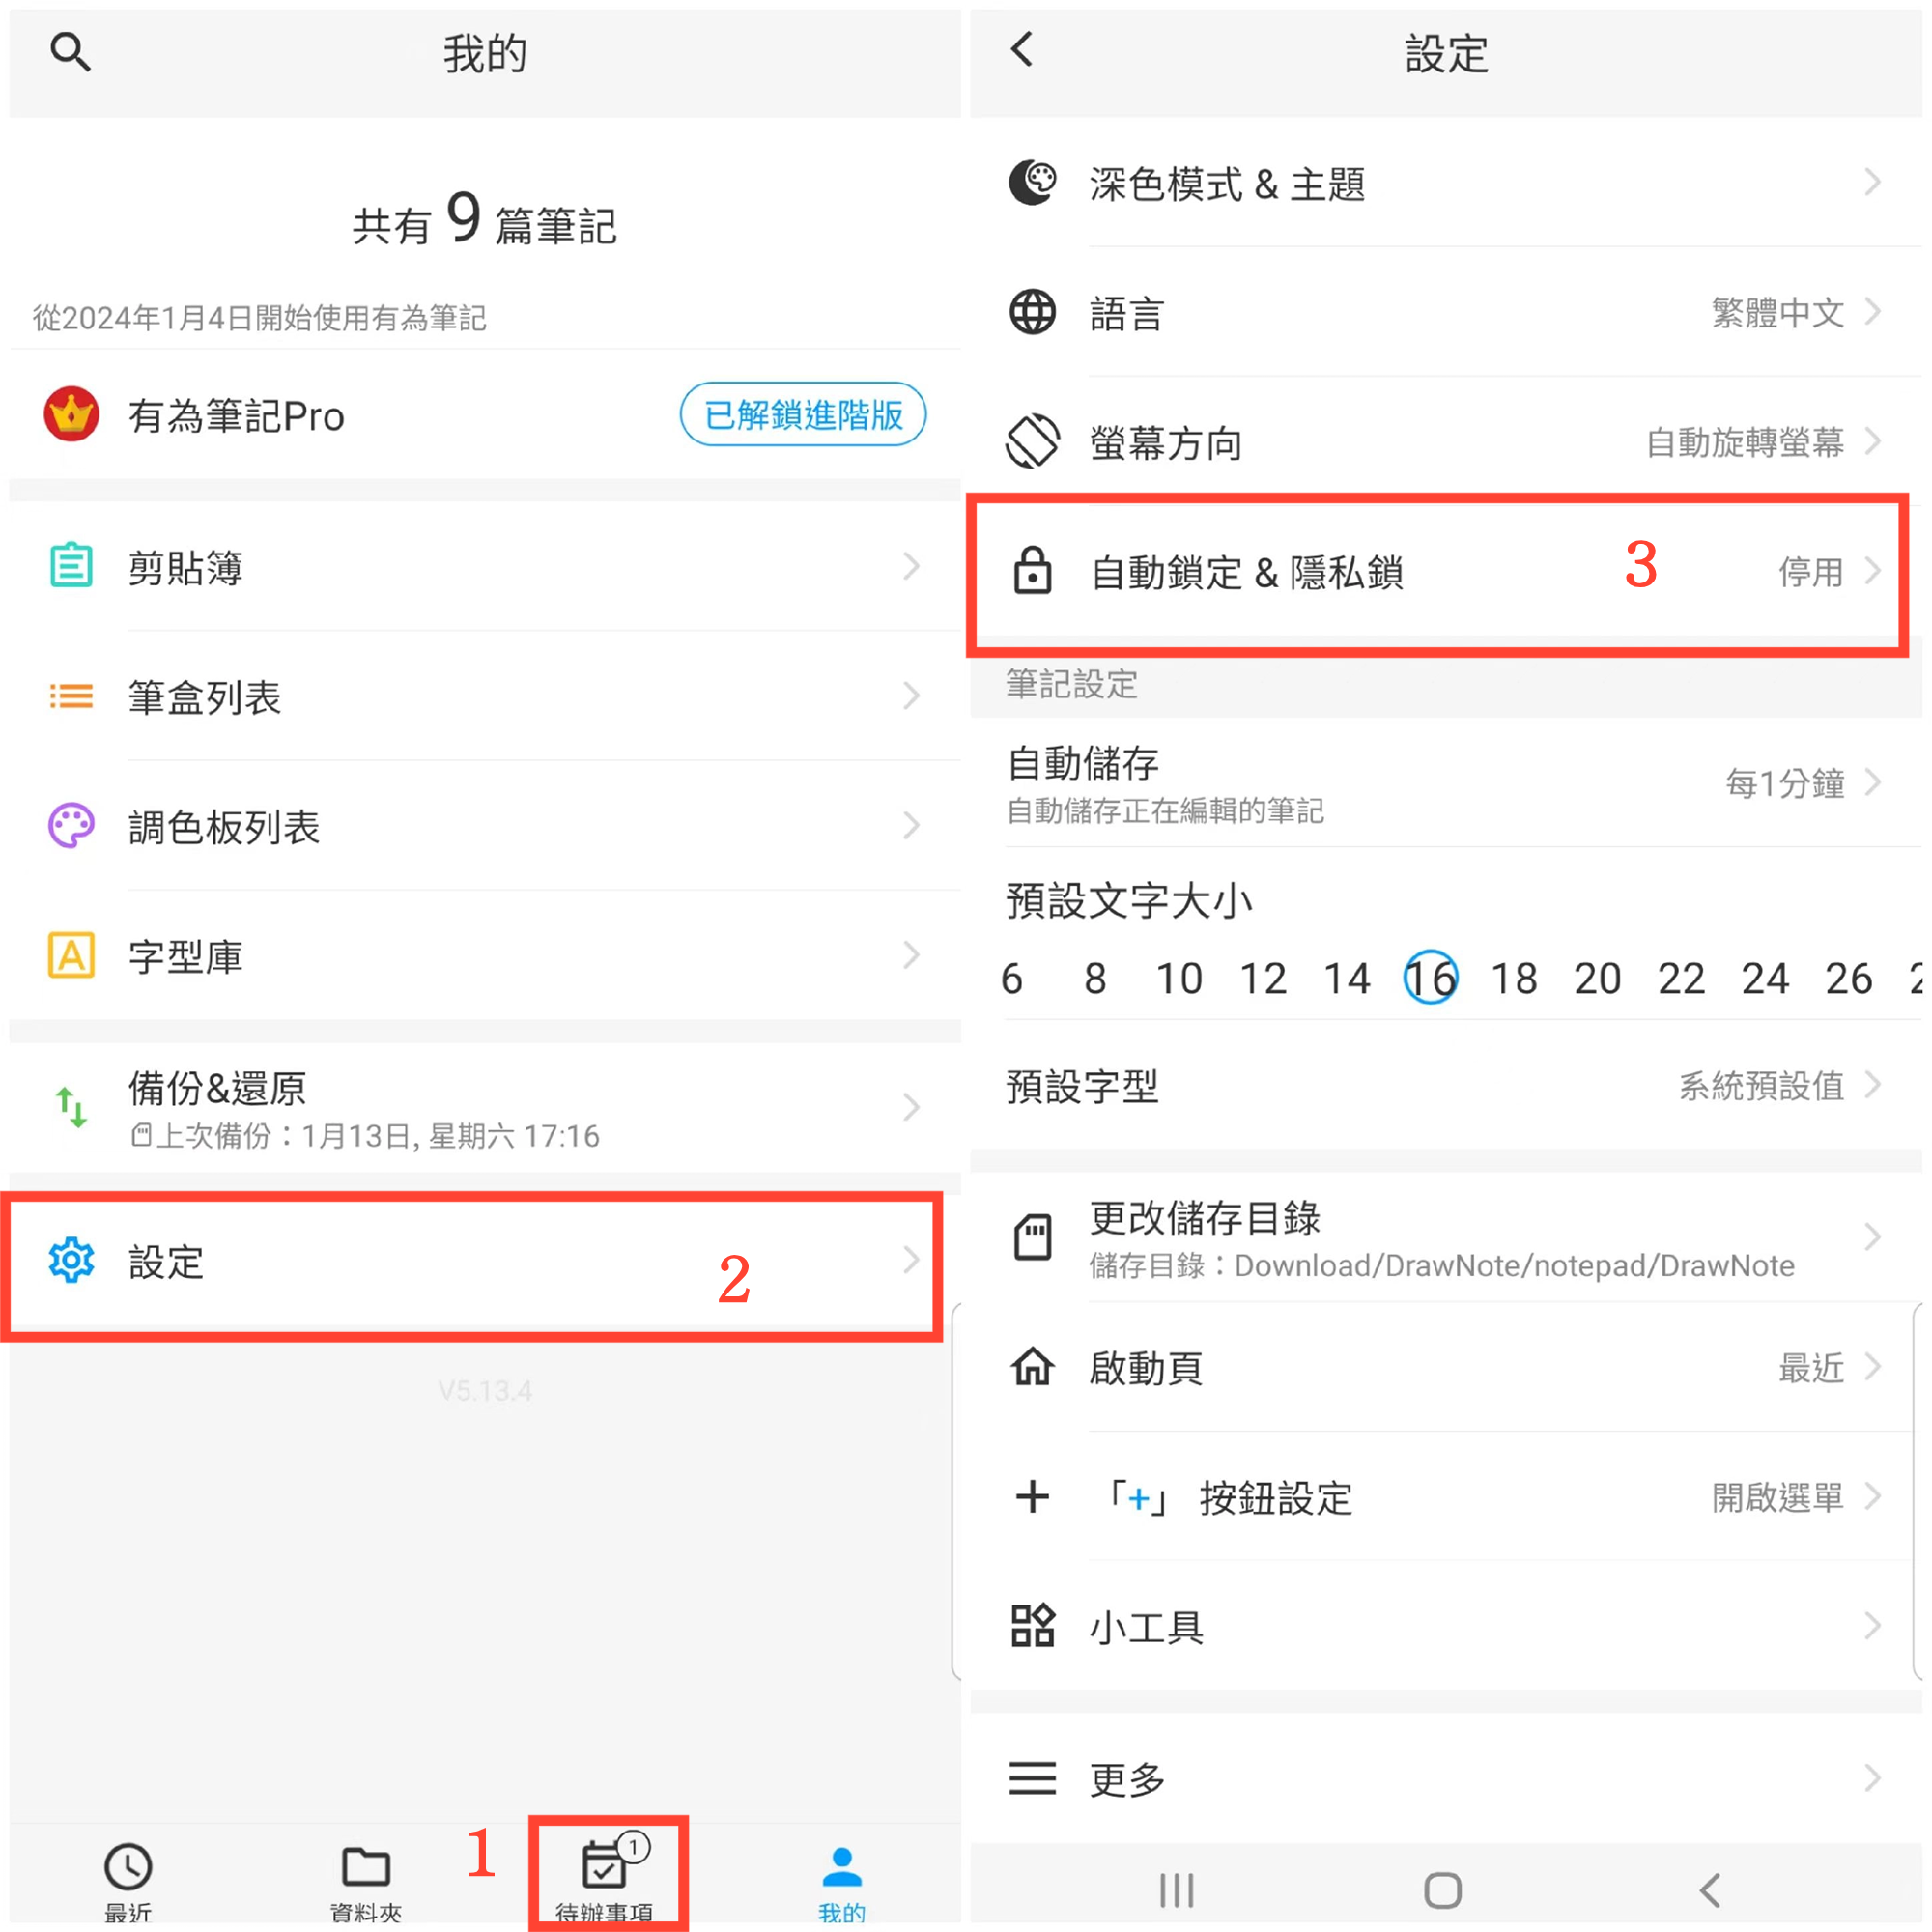 我的
共有 9 篇筆記
從2024年1月4日開始使用有為筆記
有為筆記Pro
已解鎖進階版
剪貼簿
筆盒列表
調色板列表
A 字型庫
備份&還原
上次備份：1月13日, 星期六 17:16
設定
2
V5.13.4
1
1
最近
資料夾
待辦事項
我的
設定
深色模式 & 主題
語言 繁體中文
螢幕方向 自動旋轉螢幕
自動鎖定 & 隱私鎖 3 停用
筆記設定
自動儲存
自動儲存正在編輯的筆記
每1分鐘
預設文字大小
6 8 10 12 14 16 18 20 22 24 26
預設字型 系統預設值
更改儲存目錄
儲存目錄：Download/DrawNote/notepad/DrawNote
啟動頁 最近
「+」 按鈕設定 開啟選單
小工具
更多